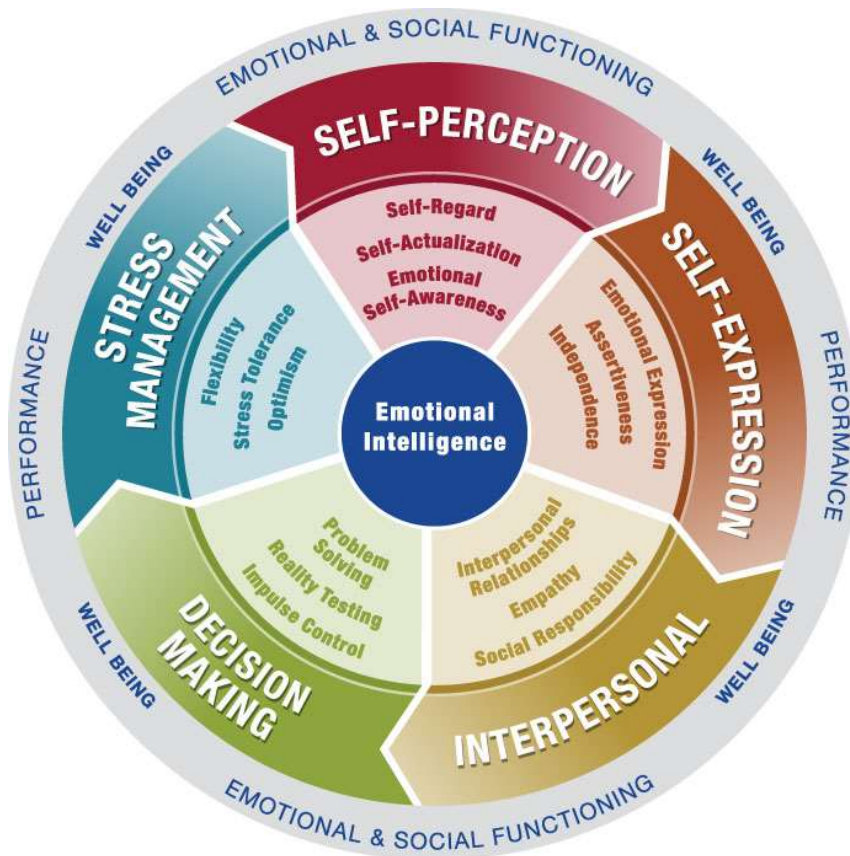 EMOTIONAL & SOCIAL FUNCTIONING
WELL BEING
PERFORMANCE
WELL BEING
EMOTIONAL & SOCIAL FUNCTIONING
WELL BEING
PERFORMANCE
WELL BEING
SELF-PERCEPTION
Self-Regard
Self-Actualization
Emotional
Self-Awareness
SELF-EXPRESSION
Emotional Expression
Assertiveness
Independence
INTERPERSONAL
Interpersonal
Relationships
Empathy
Social Responsibility
DECISION
MAKING
Problem
Solving
Reality Testing
Impulse Control
STRESS
MANAGEMENT
Flexibility
Stress Tolerance
Optimism
Emotional
Intelligence